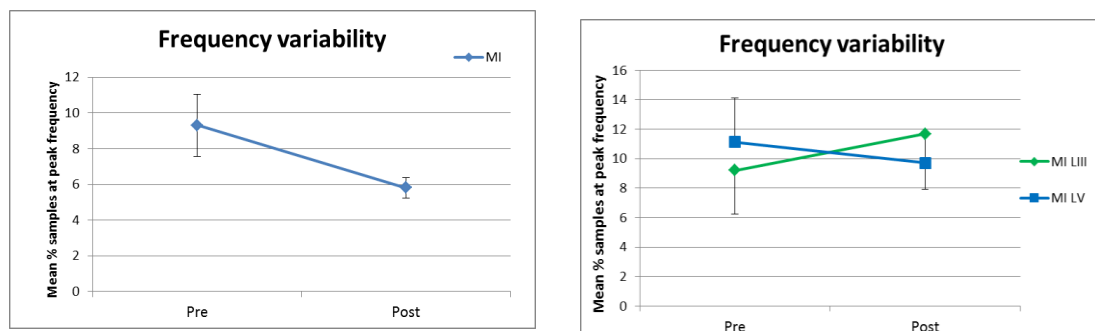 Frequency variability
MI
Mean % samples at peak frequency
12
10
8
6
4
2
0
Pre Post
Frequency variability
Mean % samples at peak frequency
16
14
12
10
8
6
4
2
0
MI LIII
MI LV
Pre Post